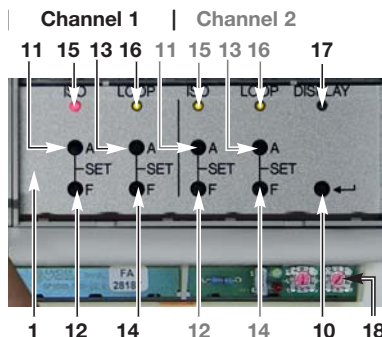 Channel 1 | Channel 2
11 15 13 16 11 15 13 16 17
ISO LOOP ISO LOOP DISPLAY
A A A A
SET SET SET SET
F F F F
FA
2818
1 12 14 12 14 10 18